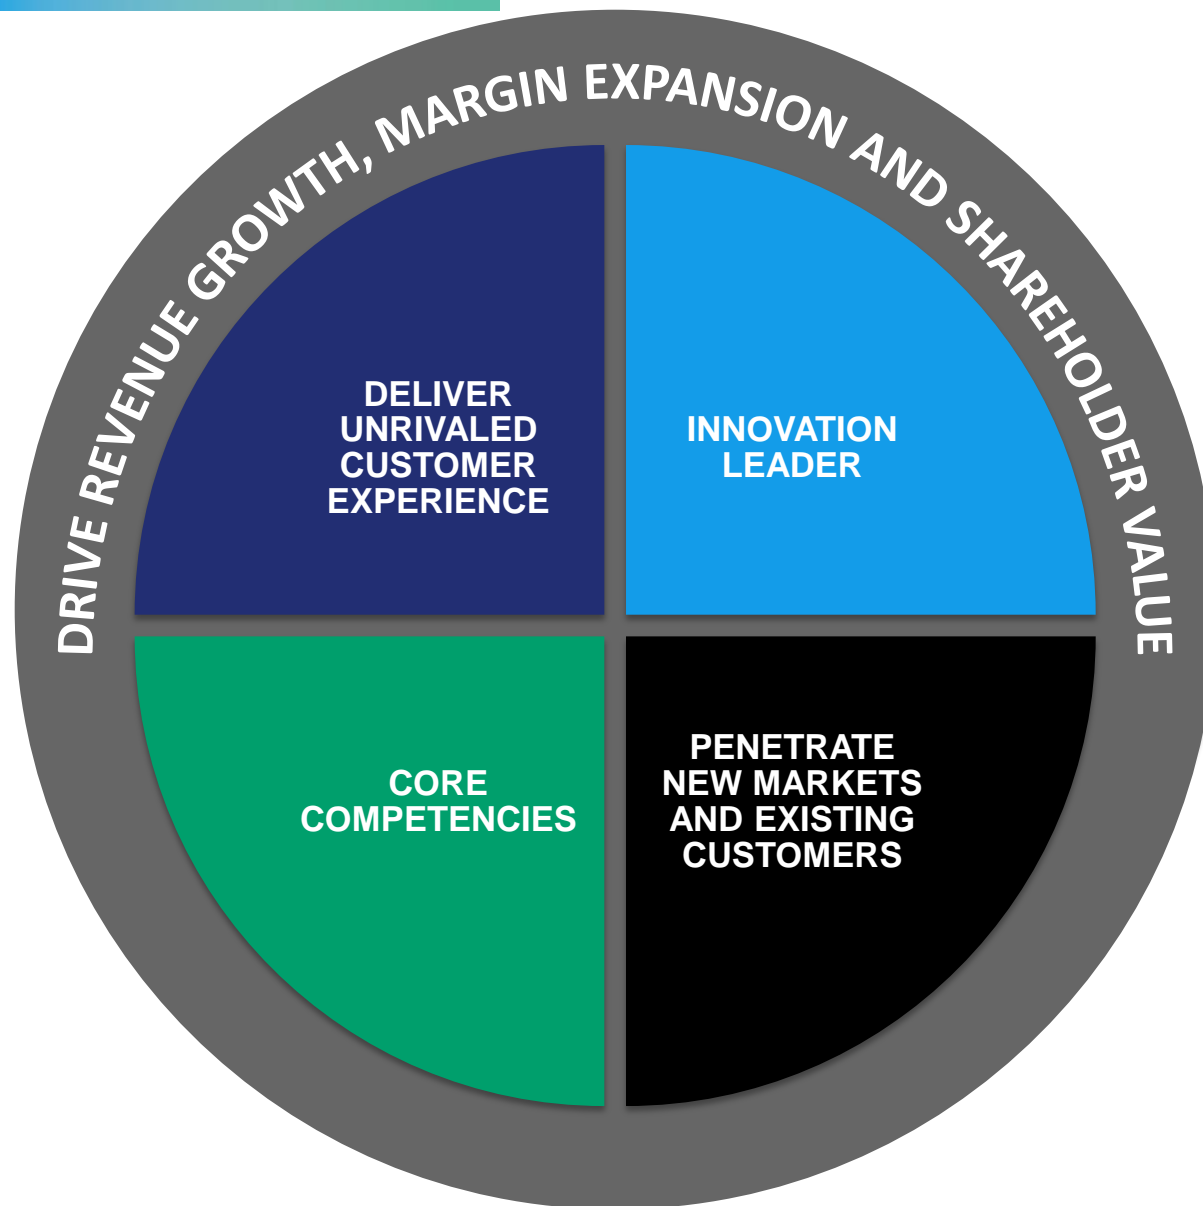 DRIVE REVENUE GROWTH, MARGIN EXPANSION AND SHAREHOLDER VALUE
DELIVER
UNRIVALED
CUSTOMER
EXPERIENCE
INNOVATION
LEADER
CORE
COMPETENCIES
PENETRATE
NEW MARKETS
AND EXISTING
CUSTOMERS